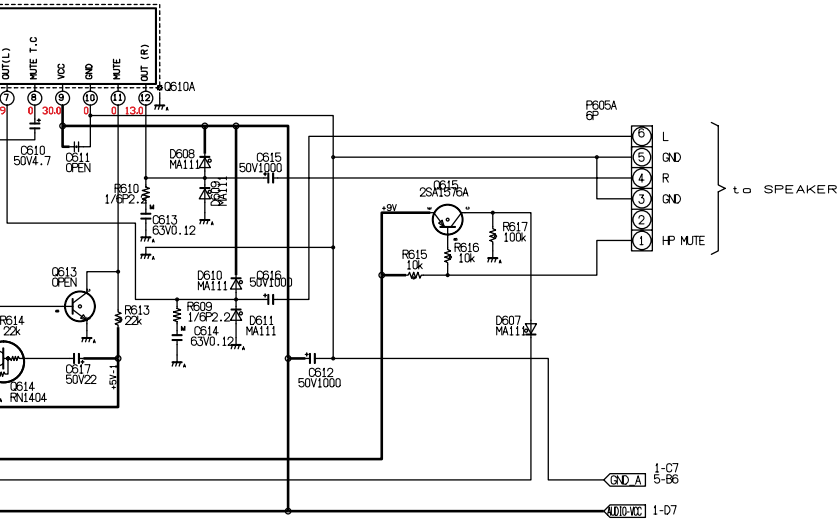 OUT(L)
MUTE T.C
VCC
GND
MUTE
OUT (R)
Q610A
7
8
9
10
11
12
9
0
30.0
0
0
13.0
C610
50V4.7
C611
OPEN
D608
MA111
D609
MA111
C615
50V1000
R610
1/6P2.2
C613
63V0.12
P605A
6P
6 L
5 GND
4 R
3 GND
2
1 HP MUTE
to SPEAKER
+9V
Q615
2SA1576A
R617
100k
R615
10k
R616
10k
Q613
OPEN
D610
MA111
C616
50V1000
R613
22k
R609
1/6P2.2
C614
63V0.12
D611
MA111
R614
22k
D607
MA111
C617
50V22
+5V-1
C612
50V1000
Q614
RN1404
GND_A
1-C7
5-B6
AUDIO-VCC
1-D7